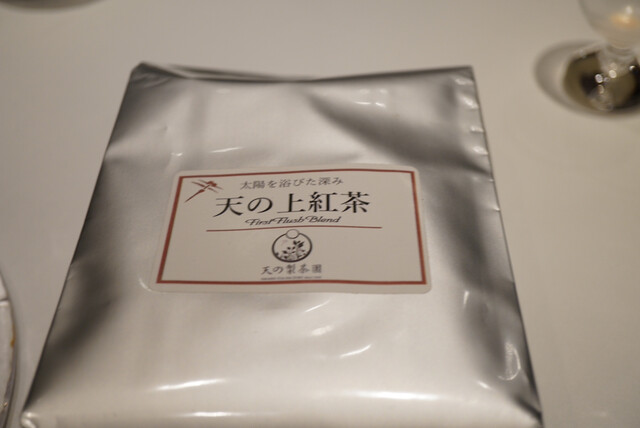 太陽を浴びた深み
天の上紅茶
First Flush Blend
天の製茶園